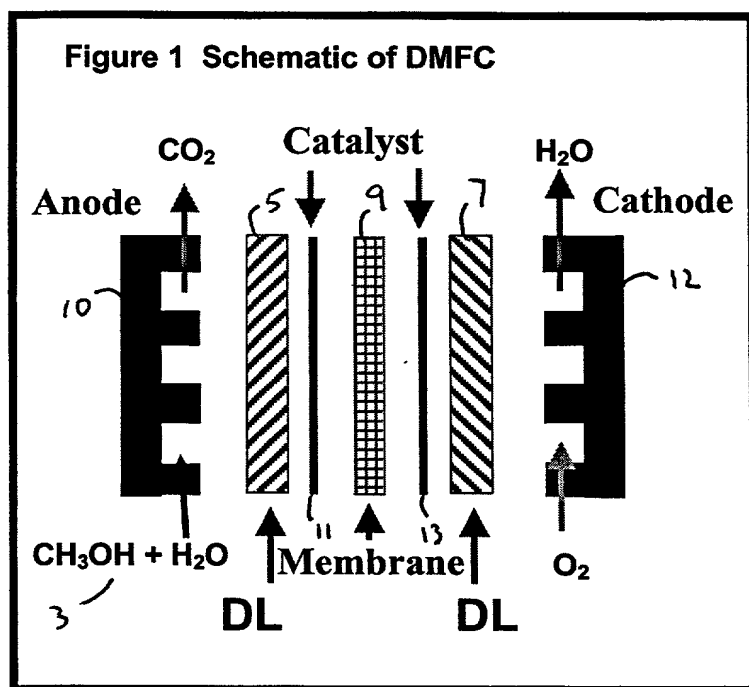 Figure 1 Schematic of DMFC
CO₂
Catalyst
H₂O
Anode
5
9
7
Cathode
10
12
11
13
CH₃OH + H₂O
Membrane
O₂
3
DL
DL